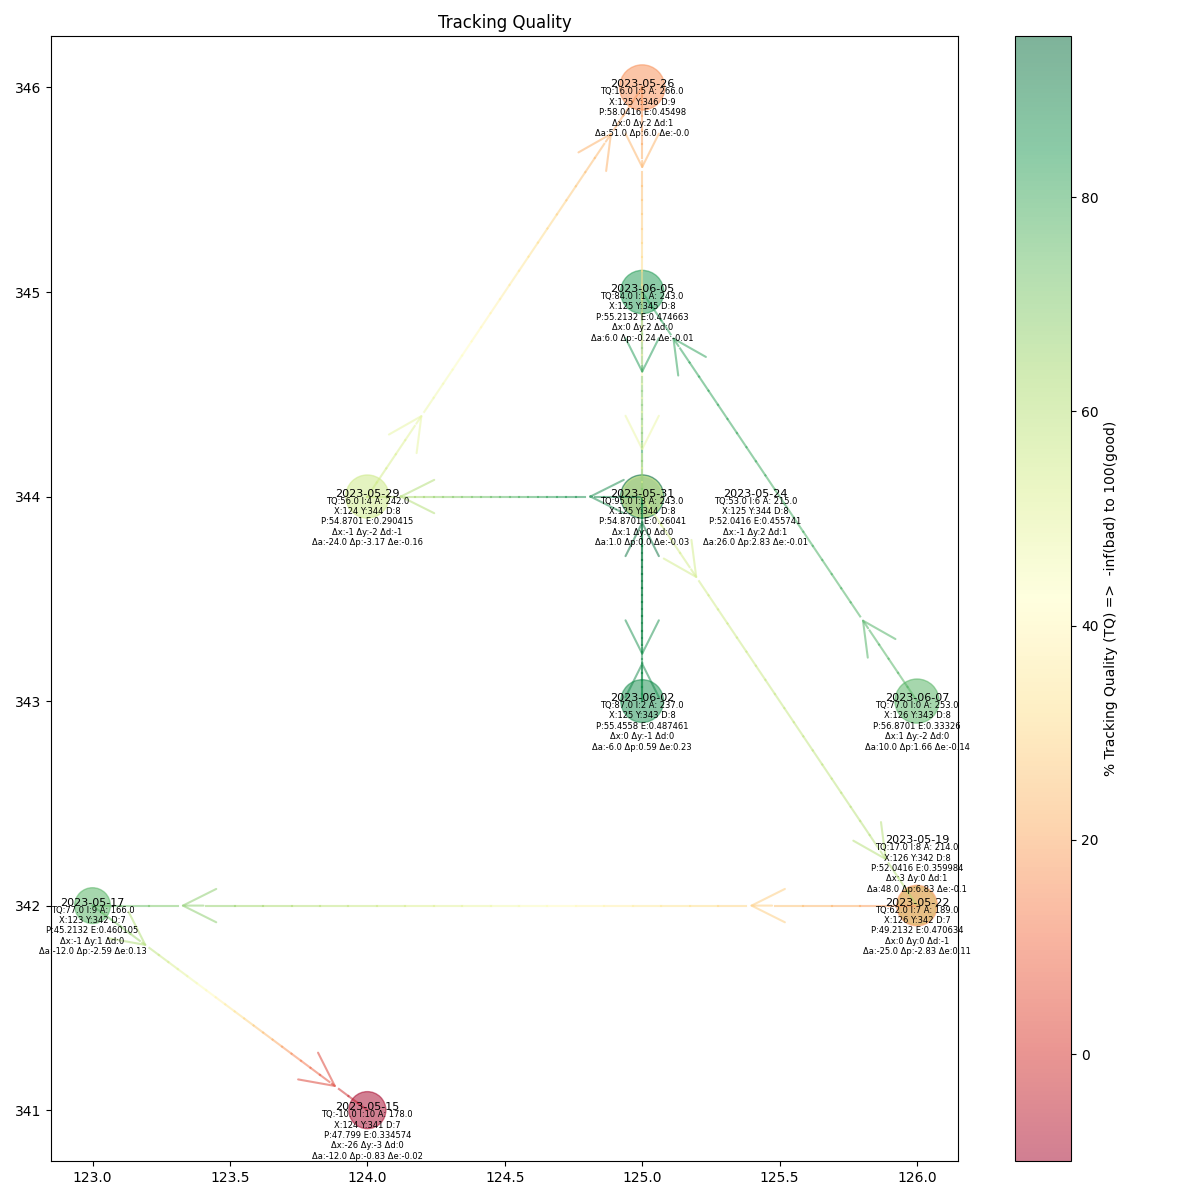 Tracking Quality
346
345
344
343
342
341
123.0
123.5
124.0
124.5
125.0
125.5
126.0
2023-05-26
TQ:16.0 I:5 A: 266.0
X:125 Y:346 D:9
P:58.0416 E:0.45498
Δx:0 Δy:2 Δd:1
Δa:51.0 Δp:6.0 Δe:-0.0
2023-06-05
TQ:84.0 I:1 A: 243.0
X:125 Y:345 D:8
P:55.2132 E:0.474663
Δx:0 Δy:2 Δd:0
Δa:6.0 Δp:-0.24 Δe:-0.01
2023-05-29
TQ:56.0 I:4 A: 242.0
X:124 Y:344 D:8
P:54.8701 E:0.290415
Δx:-1 Δy:-2 Δd:-1
Δa:-24.0 Δp:-3.17 Δe:-0.16
2023-05-31
TQ:95.0 I:3 A: 243.0
X:125 Y:344 D:8
P:54.8701 E:0.26041
Δx:1 Δy:0 Δd:0
Δa:1.0 Δp:0.0 Δe:-0.03
2023-05-24
TQ:53.0 I:6 A: 215.0
X:125 Y:344 D:8
P:52.0416 E:0.455741
Δx:-1 Δy:2 Δd:1
Δa:26.0 Δp:2.83 Δe:-0.01
2023-06-02
TQ:87.0 I:2 A: 237.0
X:125 Y:343 D:8
P:55.4558 E:0.487461
Δx:0 Δy:-1 Δd:0
Δa:-6.0 Δp:0.59 Δe:0.23
2023-06-07
TQ:77.0 I:0 A: 253.0
X:126 Y:343 D:8
P:56.8701 E:0.33326
Δx:1 Δy:-2 Δd:0
Δa:10.0 Δp:1.66 Δe:-0.14
2023-05-19
TQ:17.0 I:8 A: 214.0
X:126 Y:342 D:8
P:52.0416 E:0.359984
Δx:3 Δy:0 Δd:1
Δa:48.0 Δp:6.83 Δe:-0.1
2023-05-22
TQ:62.0 I:7 A: 189.0
X:126 Y:342 D:7
P:49.2132 E:0.470634
Δx:0 Δy:0 Δd:-1
Δa:-25.0 Δp:-2.83 Δe:0.11
2023-05-17
TQ:77.0 I:9 A: 166.0
X:123 Y:342 D:7
P:45.2132 E:0.460105
Δx:-1 Δy:1 Δd:0
Δa:-12.0 Δp:-2.59 Δe:0.13
2023-05-15
TQ:-10.0 I:10 A: 178.0
X:124 Y:341 D:7
P:47.799 E:0.334574
Δx:-26 Δy:-3 Δd:0
Δa:-12.0 Δp:-0.83 Δe:-0.02
80
60
40
20
0
% Tracking Quality (TQ) => -inf(bad) to 100(good)